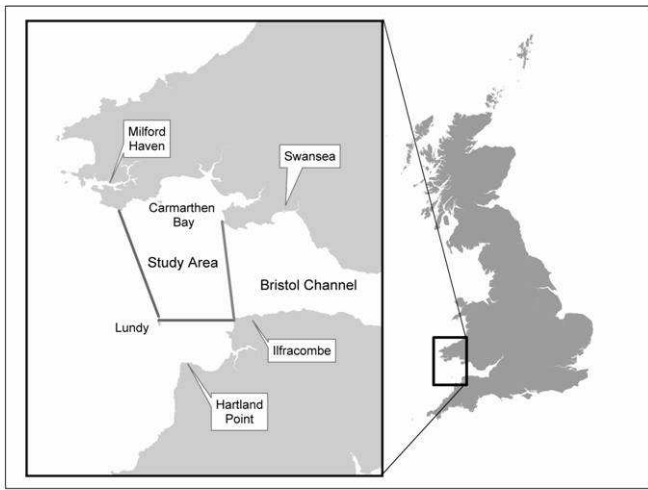 Milford
Haven
Swansea
Carmarthen
Bay
Study Area
Bristol Channel
Lundy
Ilfracombe
Hartland
Point